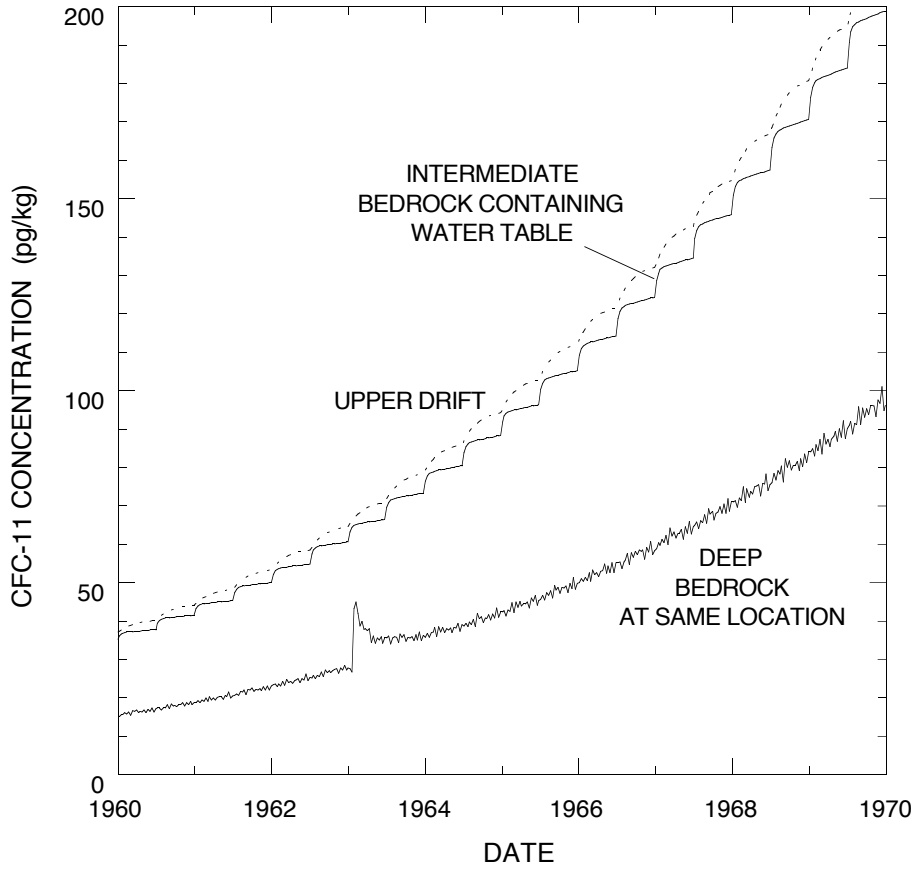 200
150
100
50
0
CFC-11 CONCENTRATION (pg/kg)
INTERMEDIATE
BEDROCK CONTAINING
WATER TABLE
UPPER DRIFT
DEEP
BEDROCK
AT SAME LOCATION
1960 1962 1964 1966 1968 1970
DATE